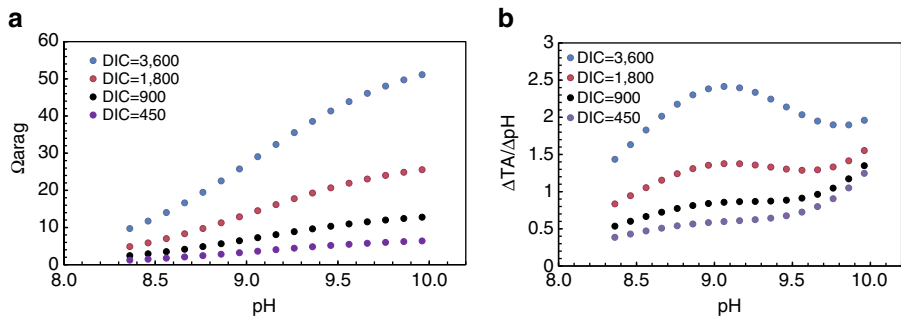 a
60
50
40
30
20
10
0
Ωarag
DIC=3,600
DIC=1,800
DIC=900
DIC=450
8.0 8.5 9.0 9.5 10.0
pH
b
3
2.5
2
1.5
1
0.5
0
ΔTA/ΔpH
DIC=3,600
DIC=1,800
DIC=900
DIC=450
8.0 8.5 9.0 9.5 10.0
pH